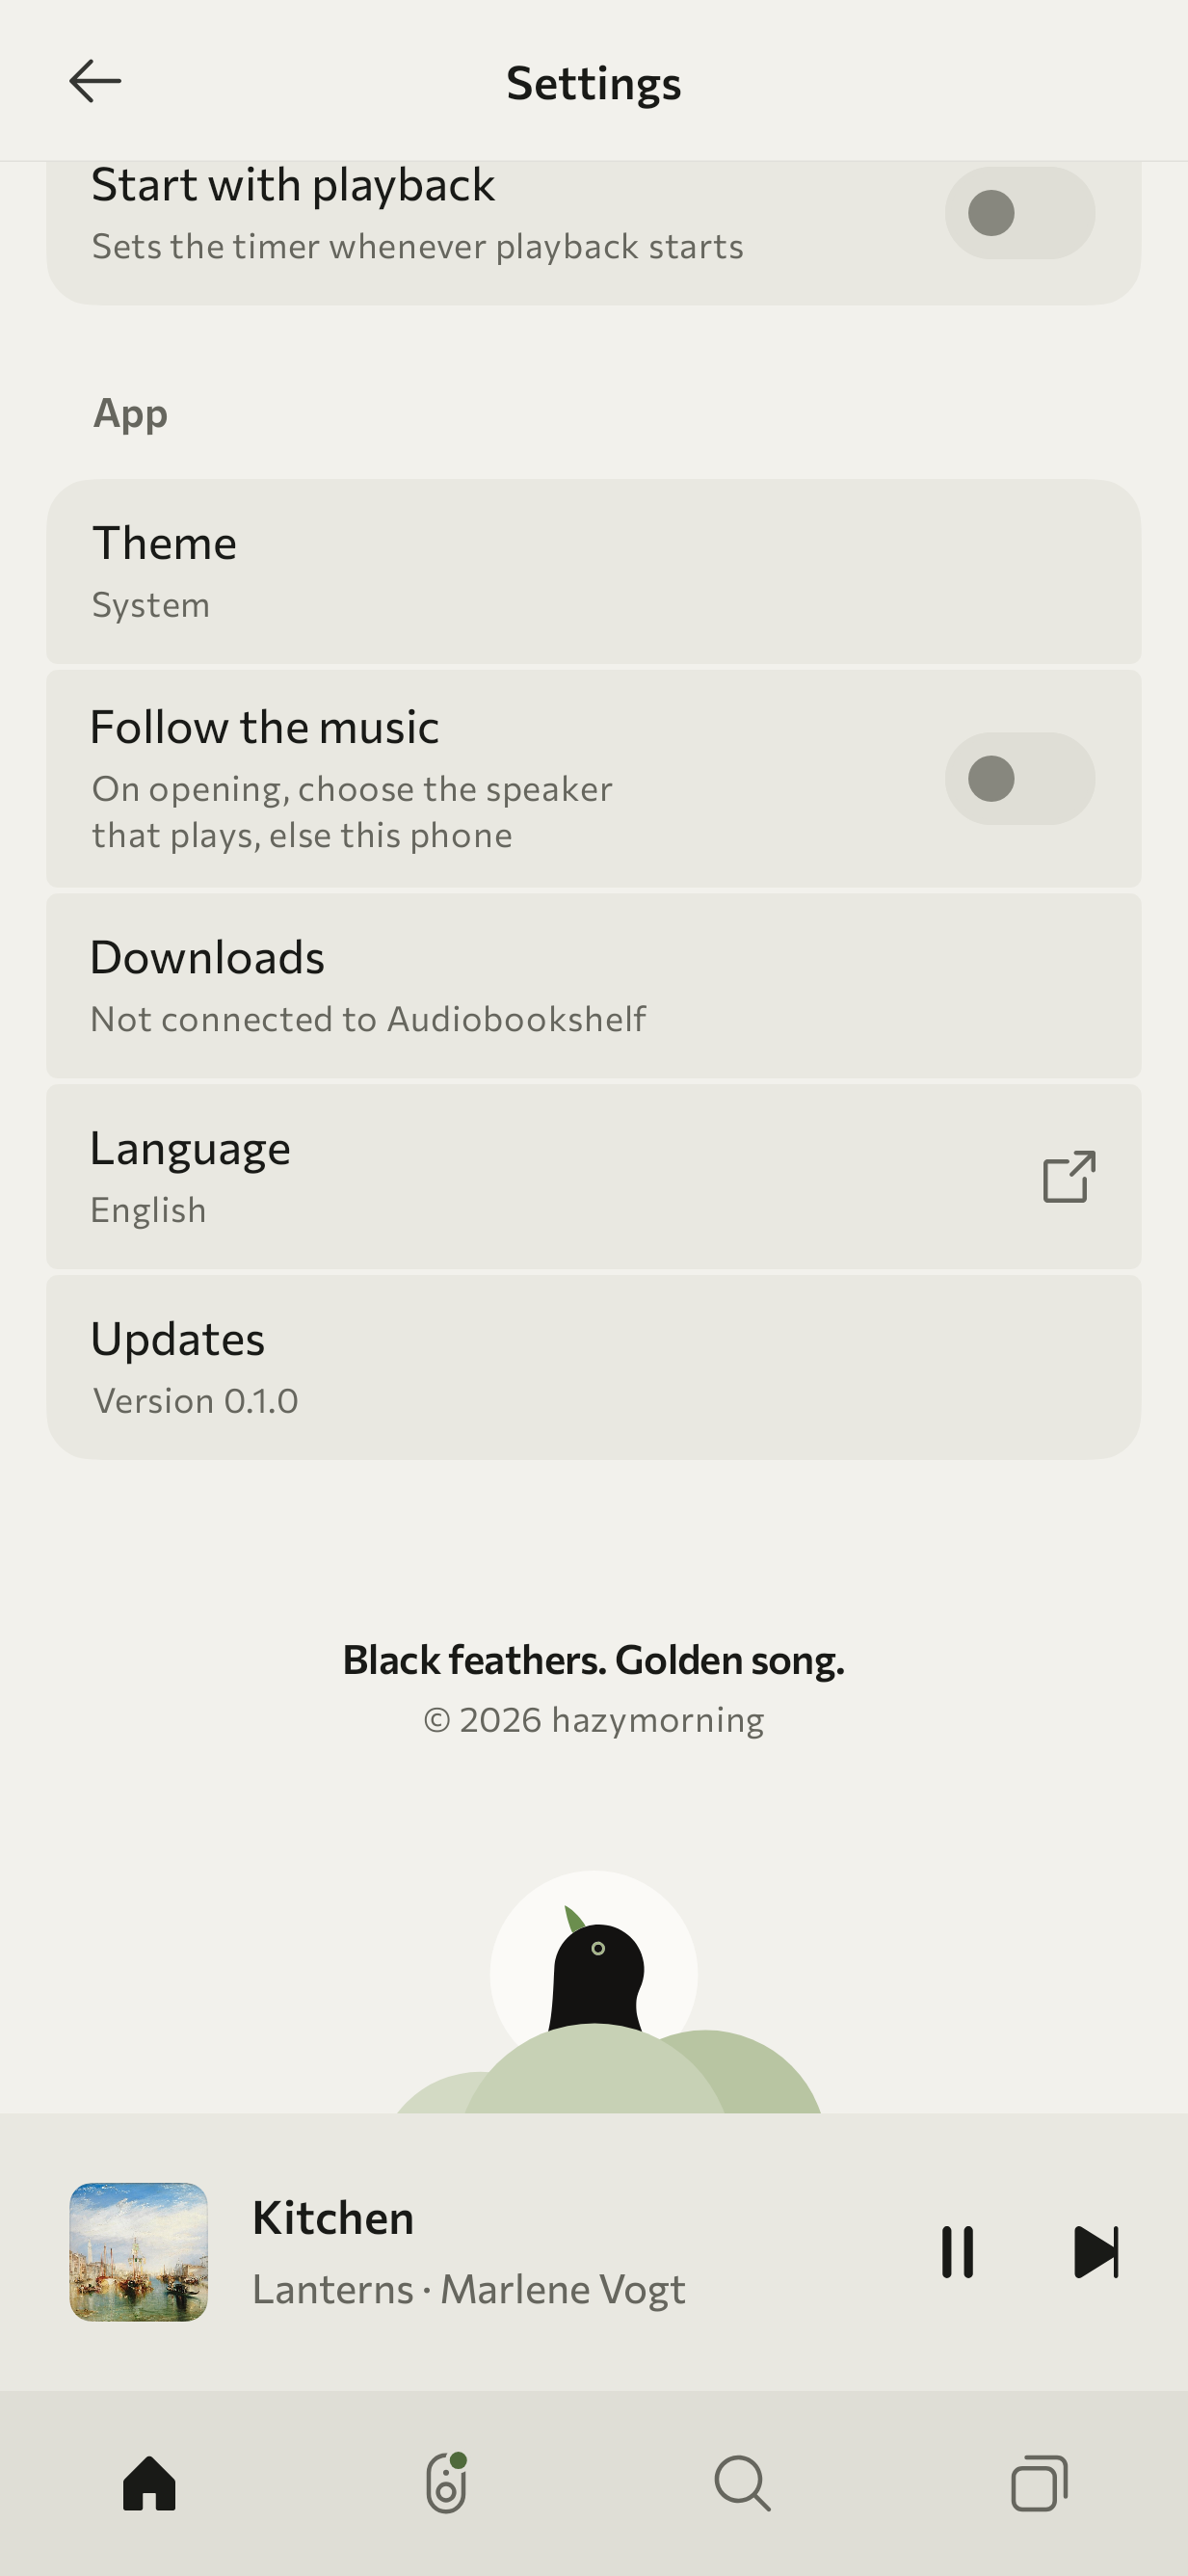 Settings
Start with playback
Sets the timer whenever playback starts
App
Theme
System
Follow the music
On opening, choose the speaker
that plays, else this phone
Downloads
Not connected to Audiobookshelf
Language
English
Updates
Version 0.1.0
Black feathers. Golden song.
© 2026 hazymorning
Kitchen
Lanterns · Marlene Vogt